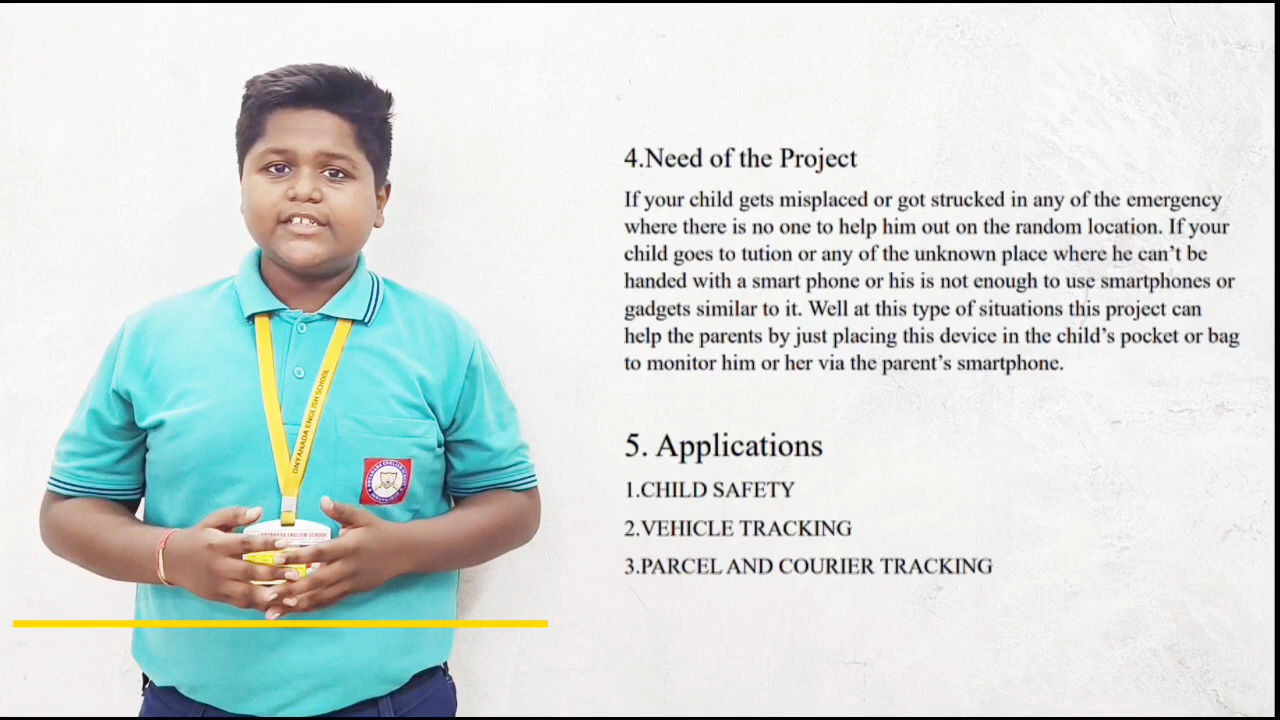 4.Need of the Project
If your child gets misplaced or got strucked in any of the emergency
where there is no one to help him out on the random location. If your
child goes to tution or any of the unknown place where he can’t be
handed with a smart phone or his is not enough to use smartphones or
gadgets similar to it. Well at this type of situations this project can
help the parents by just placing this device in the child’s pocket or bag
to monitor him or her via the parent’s smartphone.
5. Applications
1.CHILD SAFETY
2.VEHICLE TRACKING
3.PARCEL AND COURIER TRACKING
DNYANADA ENGLISH SCHOOL